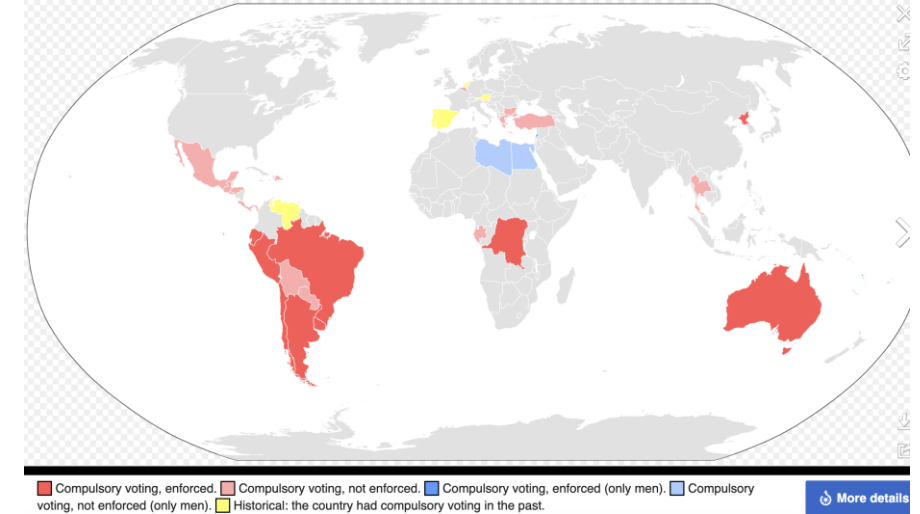 Compulsory voting, enforced. Compulsory voting, not enforced. Compulsory voting, enforced (only men). Compulsory
voting, not enforced (only men). Historical: the country had compulsory voting in the past.
More details